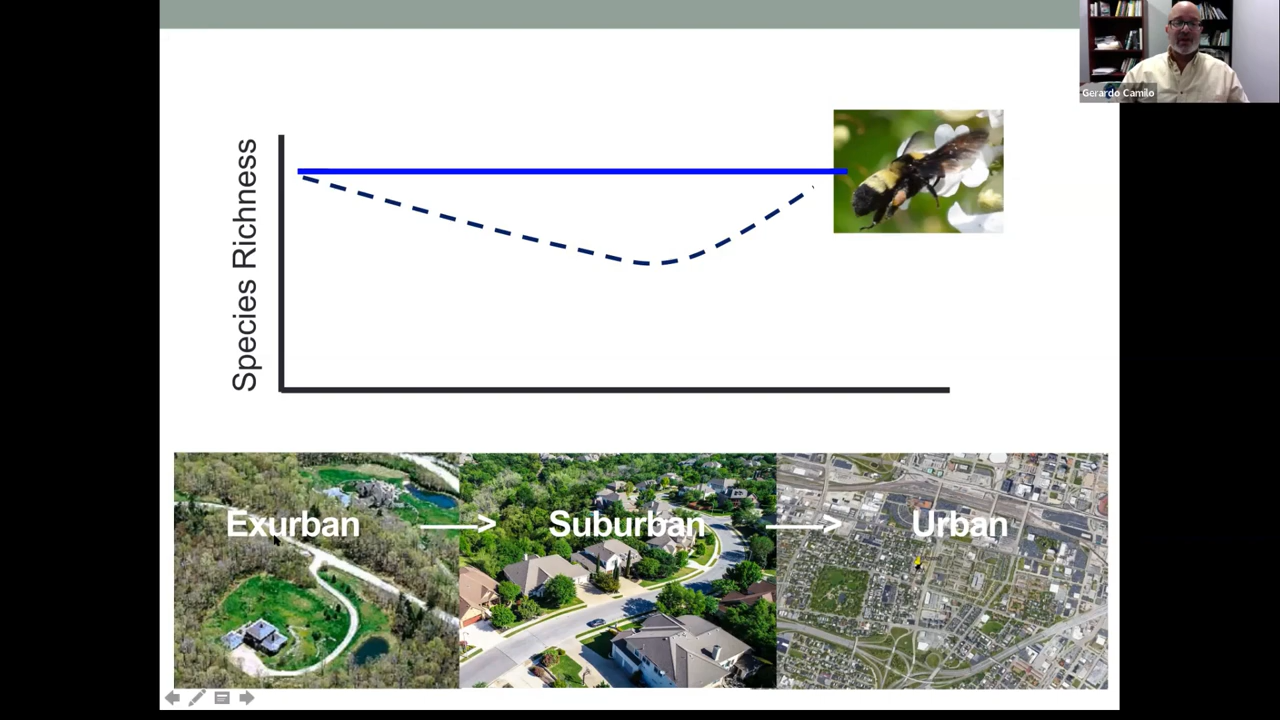 Gerardo Camilo
Species Richness
Exurban
Suburban
Urban